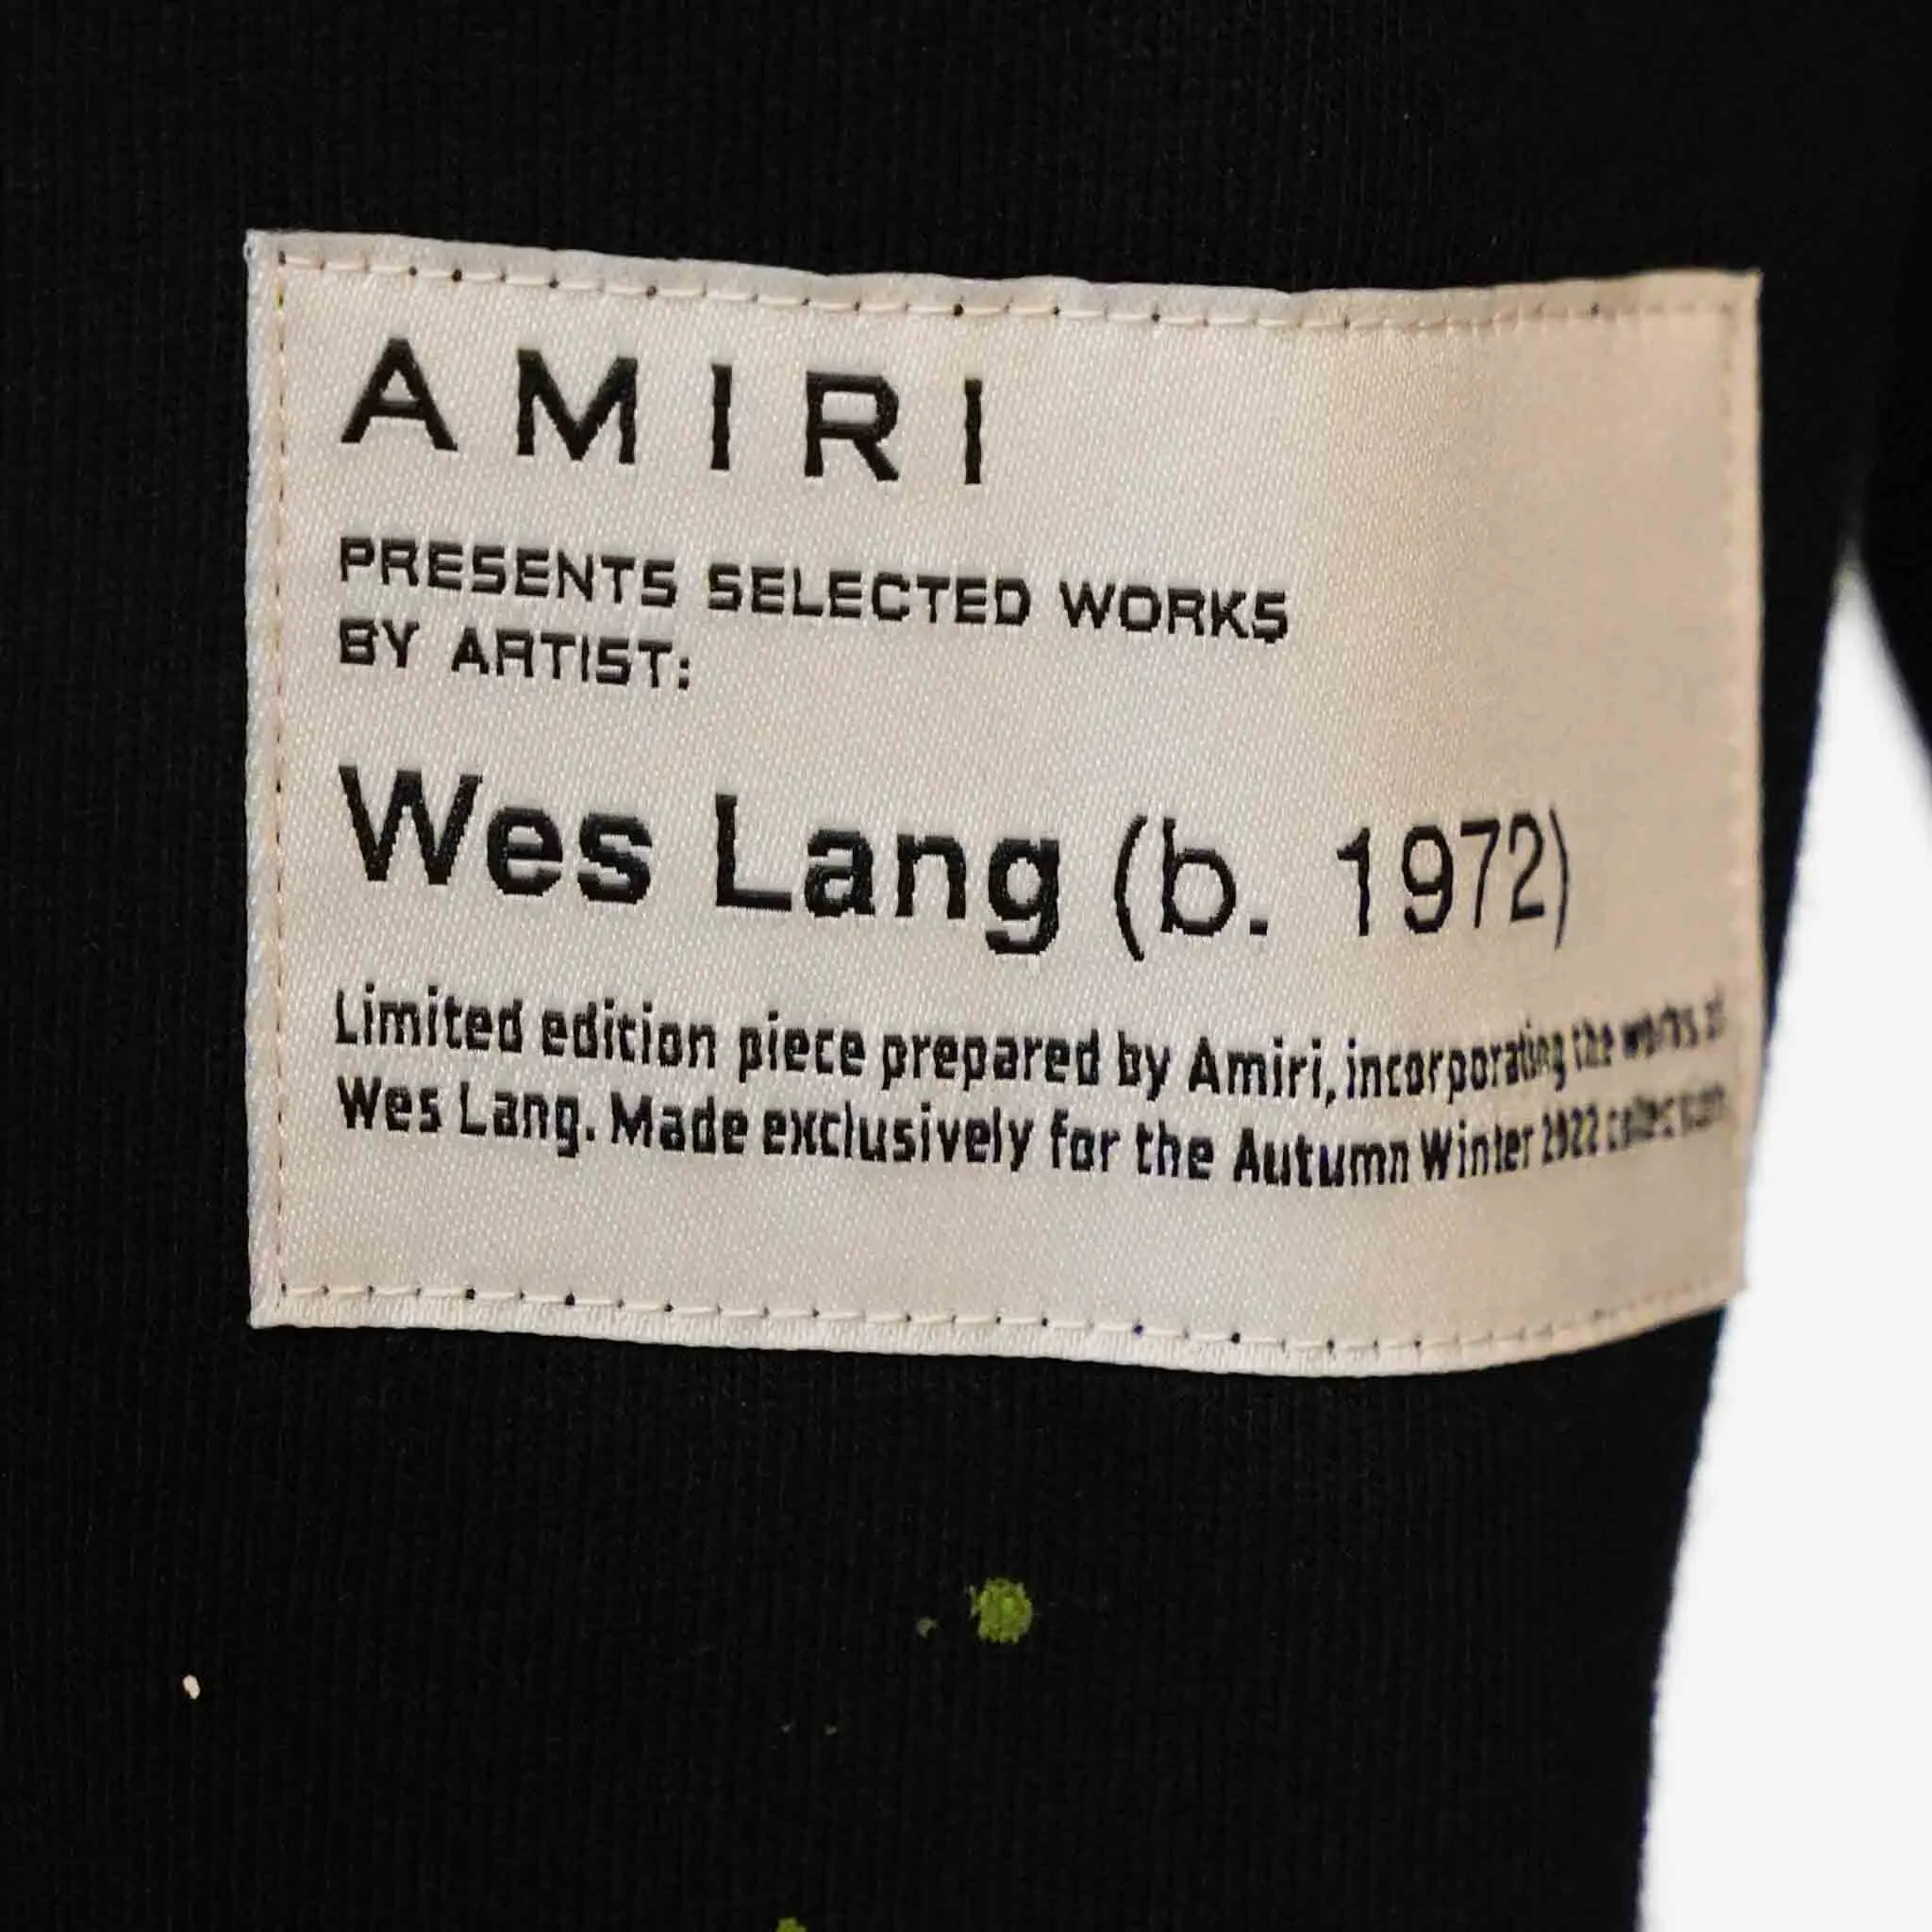 AMIRI
PRESENTS SELECTED WORKS
BY ARTIST:
Wes Lang (b. 1972)
Limited edition piece prepared by Amiri, incorporating the works of
Wes Lang. Made exclusively for the Autumn Winter 2022 collection.